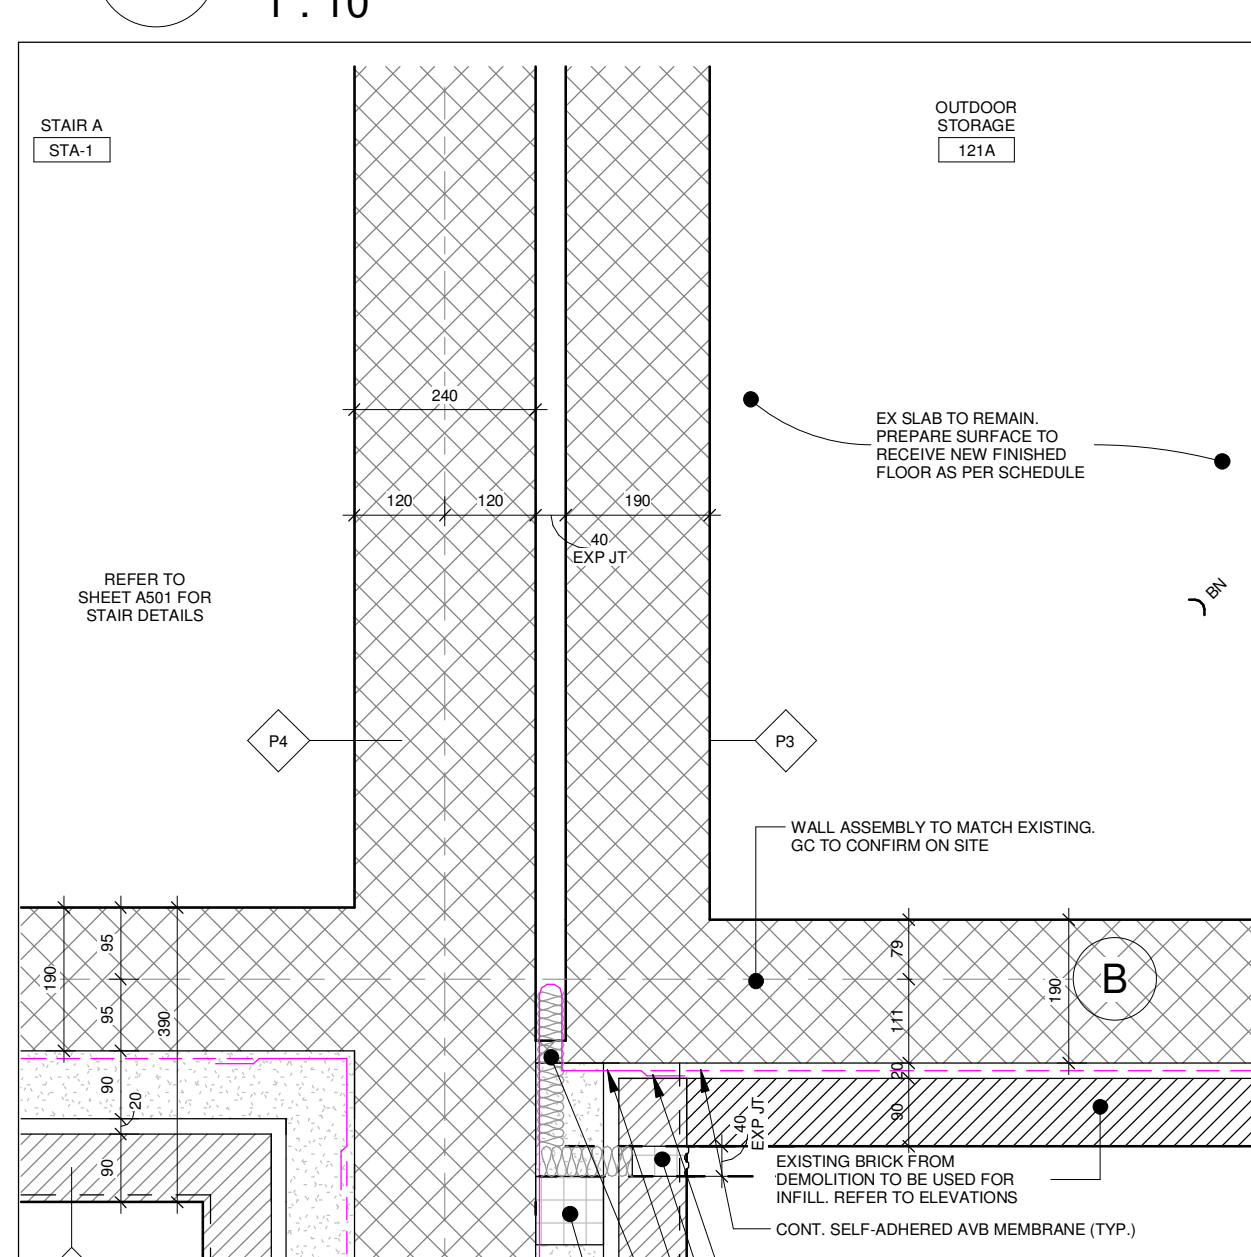 1 : 10
STAIR A
STA-1
OUTDOOR
STORAGE
121A
240
EX SLAB TO REMAIN.
PREPARE SURFACE TO
RECEIVE NEW FINISHED
FLOOR AS PER SCHEDULE
120
120
190
40
EXP JT
REFER TO
SHEET A501 FOR
STAIR DETAILS
BN
P4
P3
WALL ASSEMBLY TO MATCH EXISTING.
GC TO CONFIRM ON SITE
95
190
95
390
90
20
90
79
190
111
20
90
B
40
EXP JT
EXISTING BRICK FROM
DEMOLITION TO BE USED FOR
INFILL. REFER TO ELEVATIONS
CONT. SELF-ADHERED AVB MEMBRANE (TYP.)